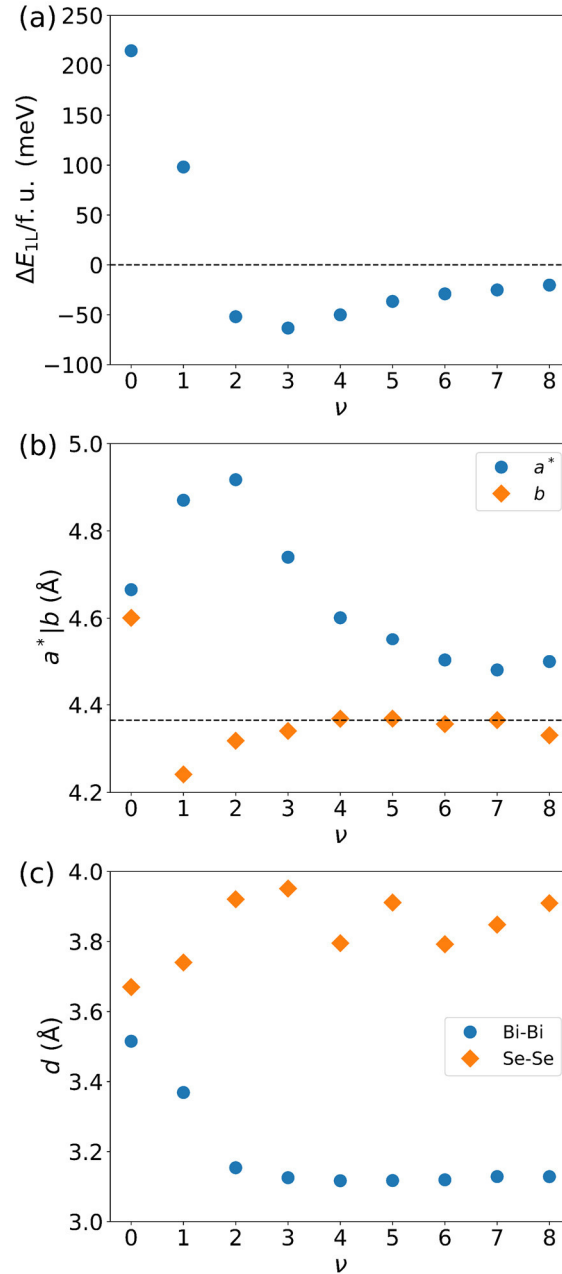 (a)
250
200
150
100
50
0
−50
−100
ΔE1L/f.u. (meV)
0 1 2 3 4 5 6 7 8
ν
(b)
5.0
4.8
4.6
4.4
4.2
a*|b (Å)
a*
b
0 1 2 3 4 5 6 7 8
ν
(c)
4.0
3.8
3.6
3.4
3.2
3.0
d (Å)
Bi-Bi
Se-Se
0 1 2 3 4 5 6 7 8
ν